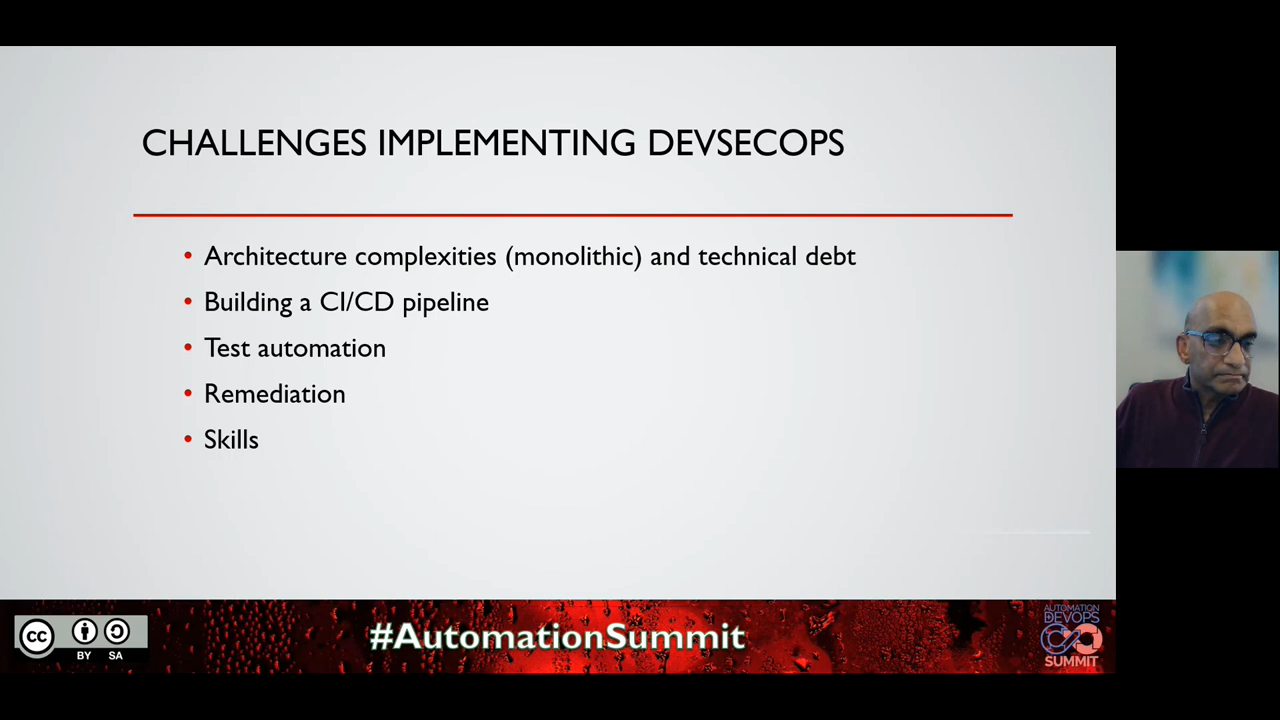 CHALLENGES IMPLEMENTING DEVSECOPS
• Architecture complexities (monolithic) and technical debt
• Building a CI/CD pipeline
• Test automation
• Remediation
• Skills
cc
BY SA
#AutomationSummit
AUTOMATION
DEVOPS
SUMMIT